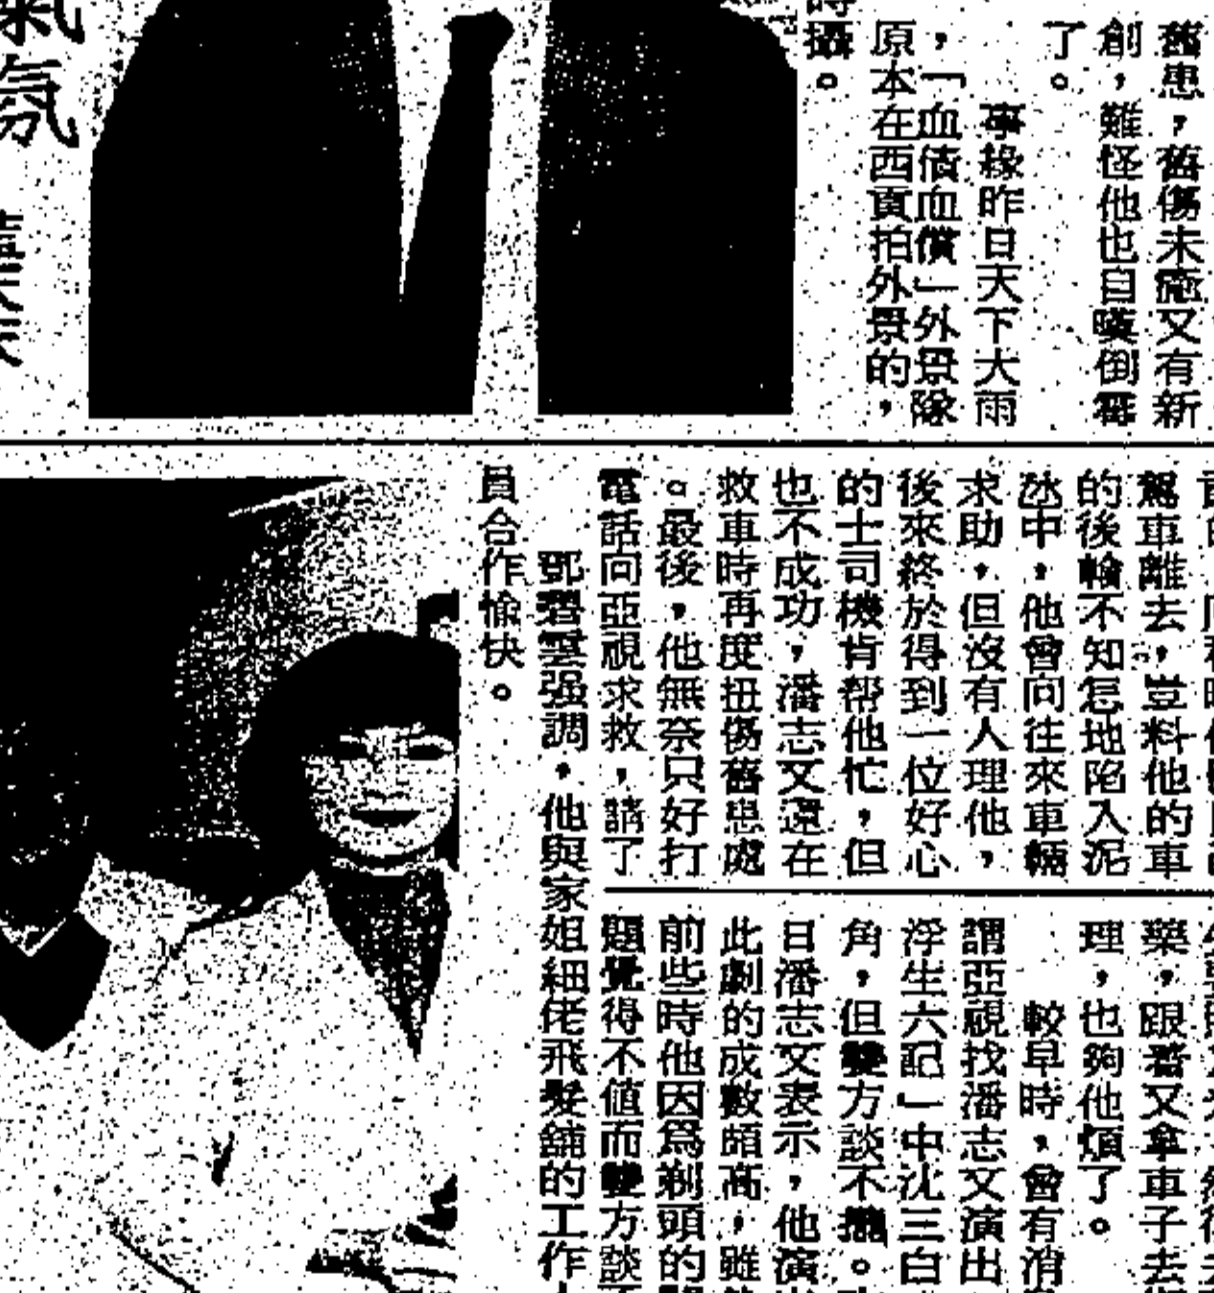 舊患，舊傷未癒又有新
創，難怪他也自嘆倒霉
了。
事緣昨日天下大雨
，「血債血償」外景隊
原本在西貢拍外景的，
時攝。
氣氛
駕車離去，豈料他的車
的後輪不知怎地陷入泥
氹中，他曾向往來車輛
求助，但沒有人理他，
後來終於得到一位好心
的士司機肯帮他忙，但
也不成功，潘志文還在
救車時再度扭傷舊患處
。最後，他無奈只好打
電話向亞視求救，請了
藥，跟着又拿車子去
理，也夠他煩了。
較早時，曾有消
謂亞視找潘志文演出
浮生六記」中沈三白
角，但雙方談不攏。
日潘志文表示，他演
此劇的成數頗高，雖
前些時他因為剃頭的
題覺得不值而雙方談
鄧碧雲强調，他與家姐細佬飛髮舖的工作
員合作愉快。